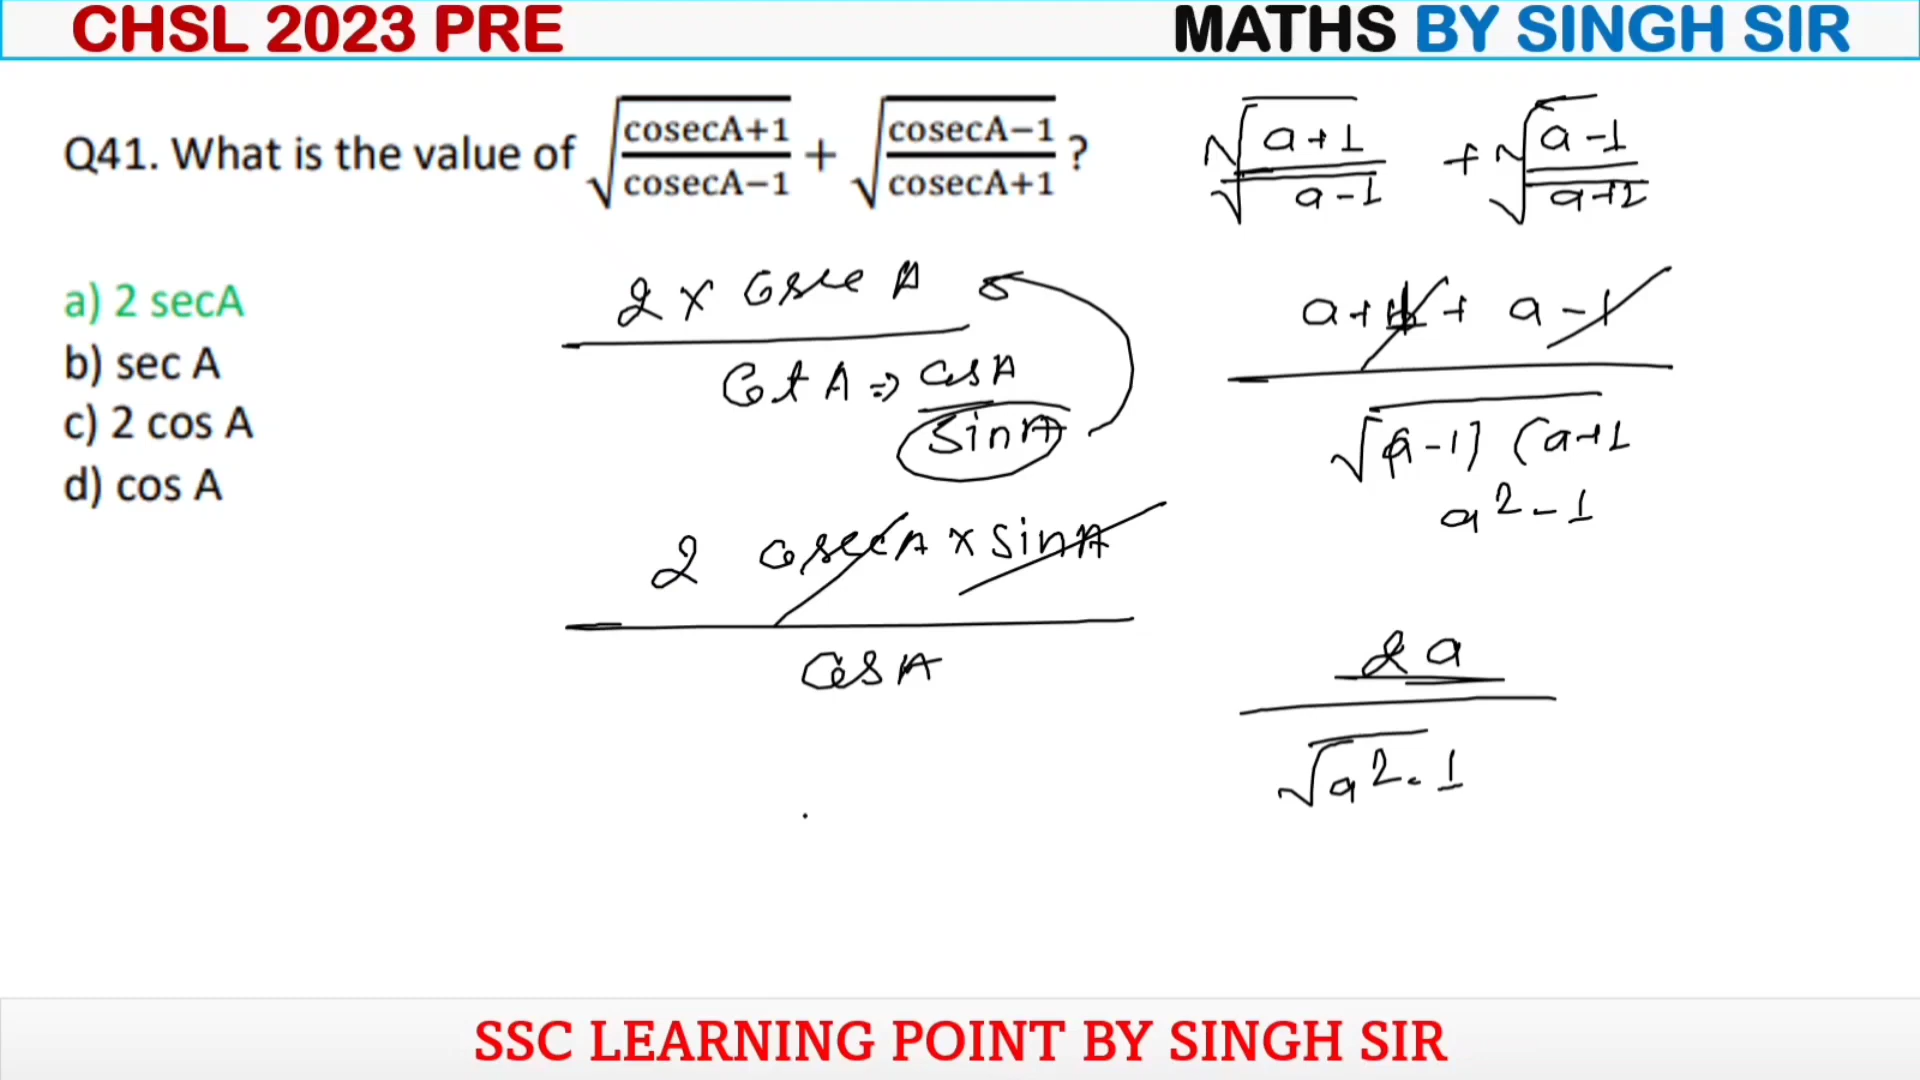 CHSL 2023 PRE
MATHS BY SINGH SIR
Q41. What is the value of √(cosecA+1/cosecA−1) + √(cosecA−1/cosecA+1) ?
a) 2 secA
b) sec A
c) 2 cos A
d) cos A
2 × Cosec A
Cot A ⇒ Cos A
Sin A
2 CosecA × sinA
Cos A
√a+1 + √a-1
√a-1 √a+1
a+1 + a-1
√(a-1) (a+1
a²-1
2a
√a²-1
SSC LEARNING POINT BY SINGH SIR